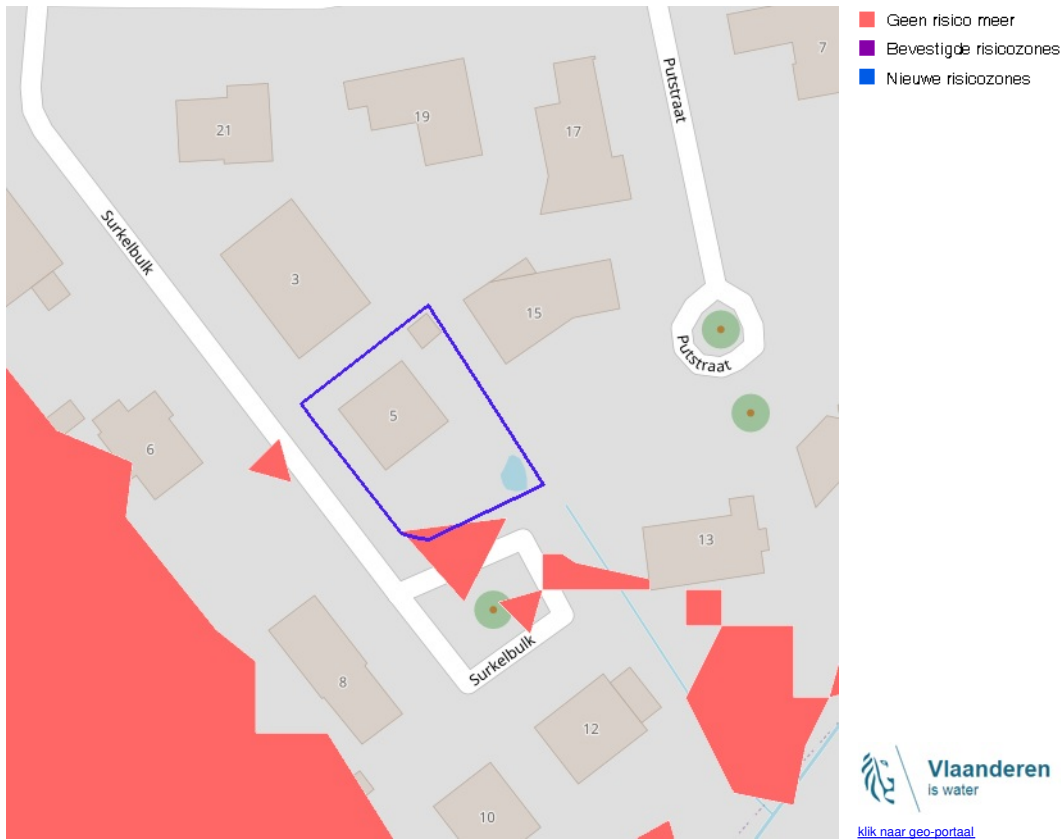 Geen risico meer
Bevestigde risicozones
Nieuwe risicozones
7
Putstraat
19
17
21
Surkelbulk
3
15
Putstraat
5
6
13
Surkelbulk
8
12
10
Vlaanderen
is water
klik naar geo-portaal